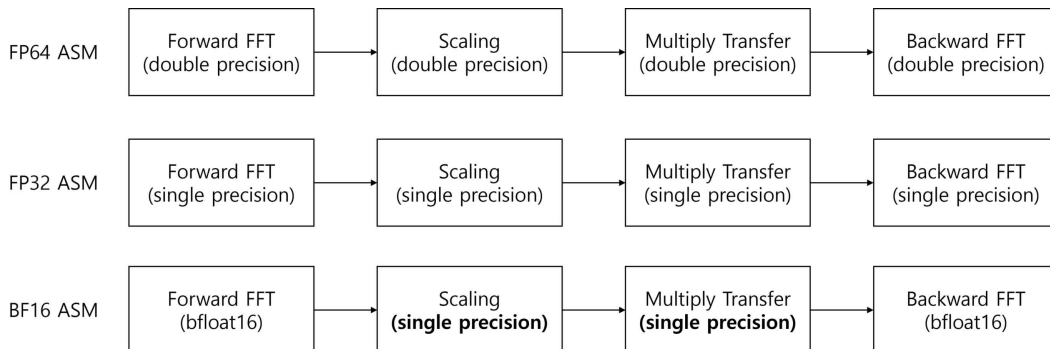 FP64 ASM
Forward FFT
(double precision)
Scaling
(double precision)
Multiply Transfer
(double precision)
Backward FFT
(double precision)
FP32 ASM
Forward FFT
(single precision)
Scaling
(single precision)
Multiply Transfer
(single precision)
Backward FFT
(single precision)
BF16 ASM
Forward FFT
(bfloat16)
Scaling
(single precision)
Multiply Transfer
(single precision)
Backward FFT
(bfloat16)